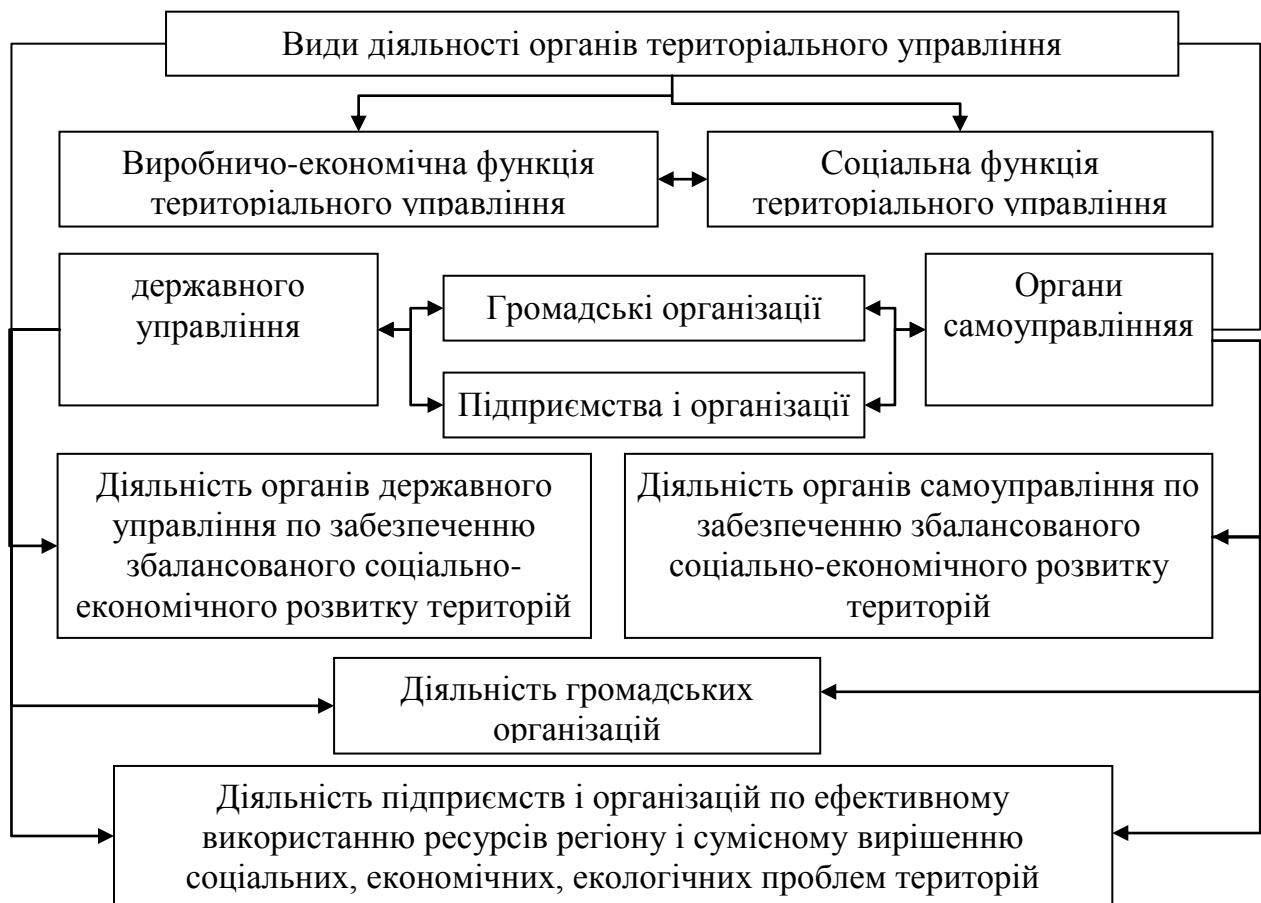 Види діяльності органів територіального управління
Виробничо-економічна функція
територіального управління
Соціальна функція
територіального управління
державного
управління
Громадські організації
Підприємства і організації
Органи
самоуправлінняя
Діяльність органів державного
управління по забезпеченню
збалансованого соціально-
економічного розвитку територій
Діяльність органів самоуправління по
забезпеченню збалансованого
соціально-економічного розвитку
територій
Діяльність громадських
організацій
Діяльність підприємств і організацій по ефективному
використанню ресурсів регіону і сумісному вирішенню
соціальних, економічних, екологічних проблем територій